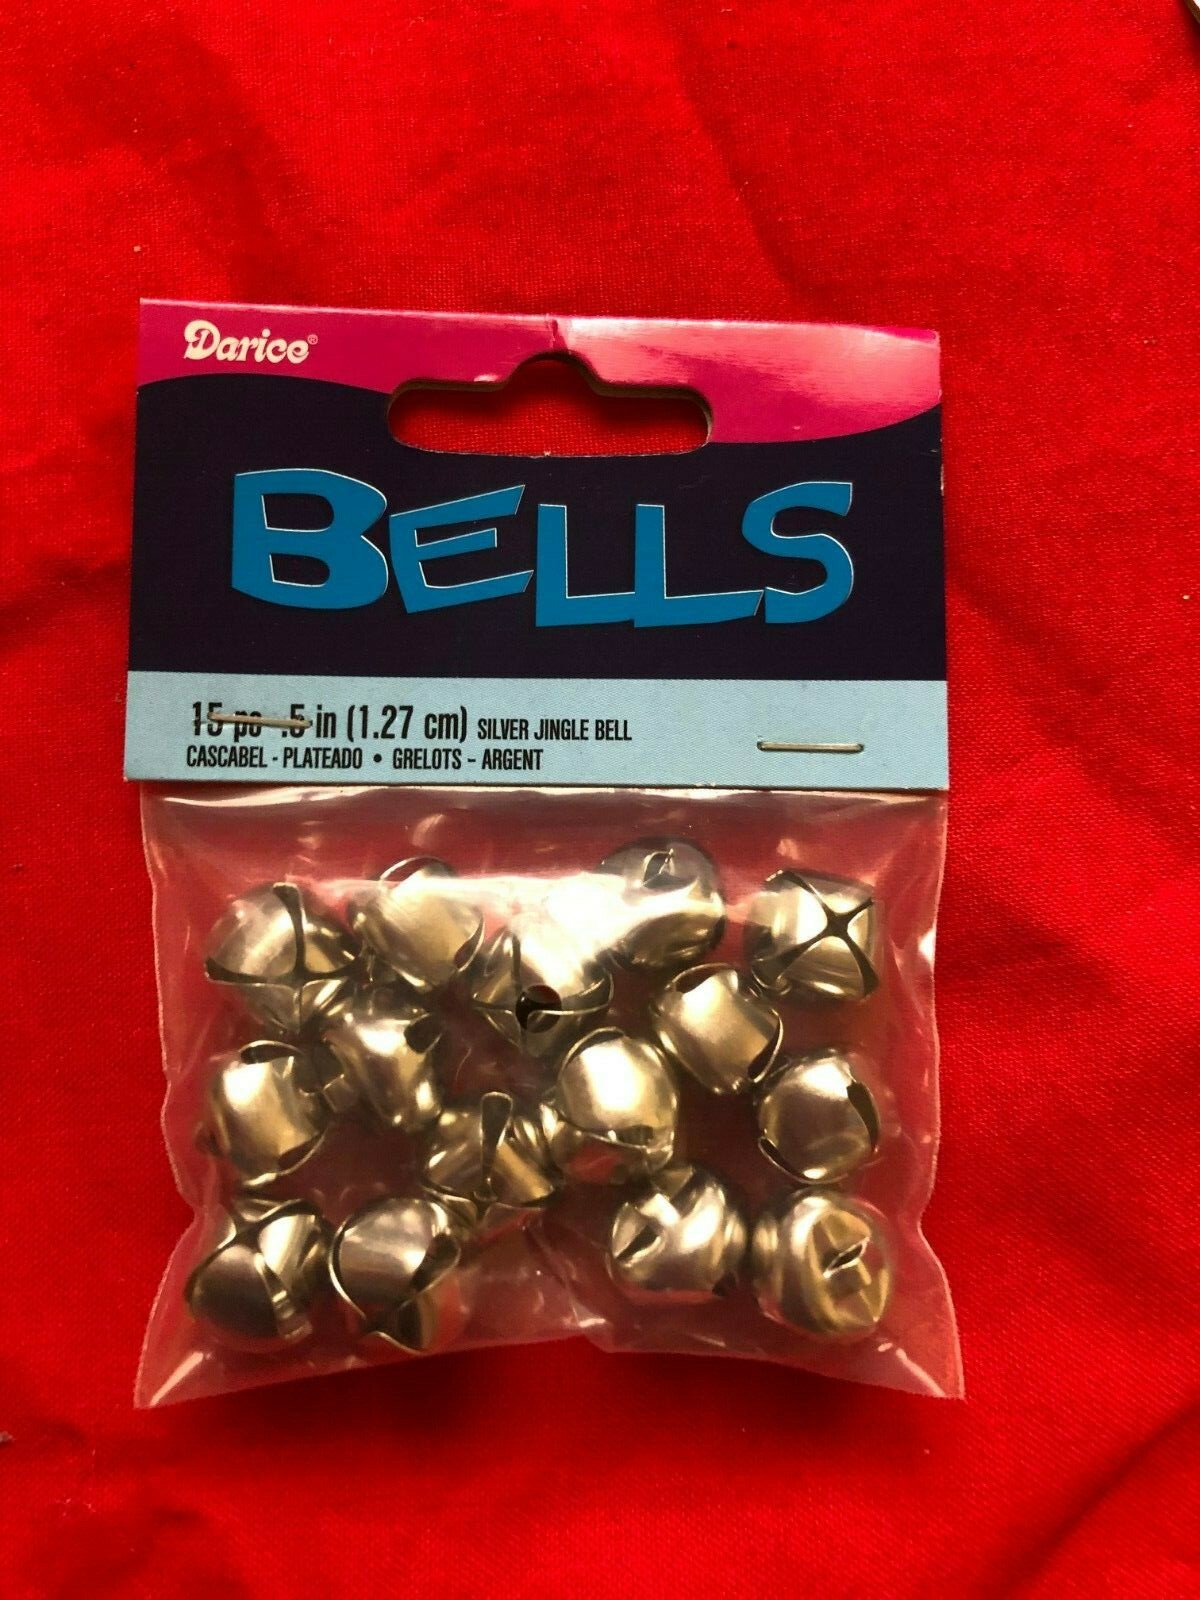 Darice®
BELLS
15 pc .5 in (1.27 cm) SILVER JINGLE BELL
CASCABEL - PLATEADO • GRELOTS - ARGENT